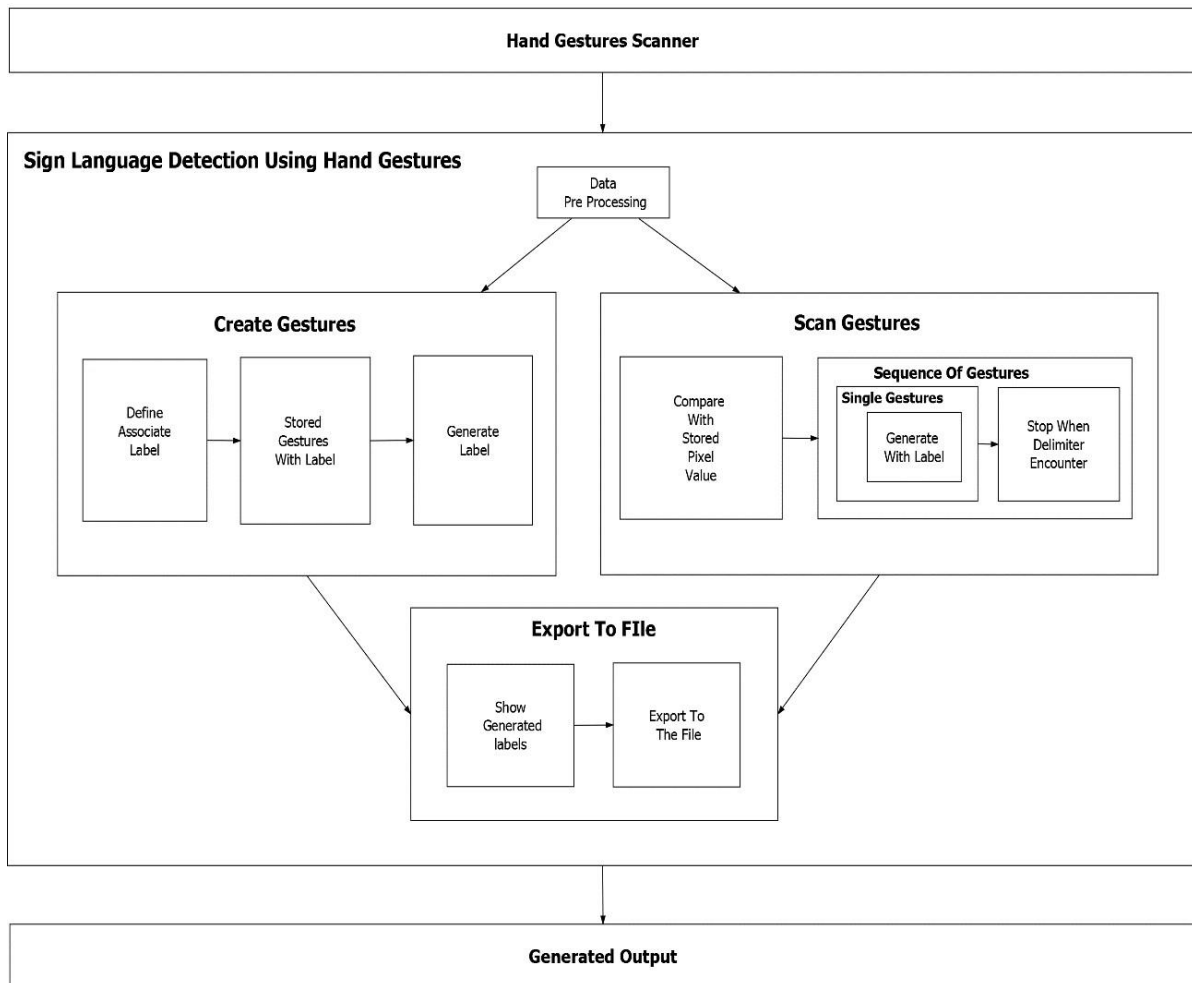 Hand Gestures Scanner
Sign Language Detection Using Hand Gestures
Data
Pre Processing
Create Gestures
Define
Associate
Label
Stored
Gestures
With Label
Generate
Label
Scan Gestures
Compare
With
Stored
Pixel
Value
Sequence Of Gestures
Single Gestures
Generate
With Label
Stop When
Delimiter
Encounter
Export To FIle
Show
Generated
labels
Export To
The File
Generated Output